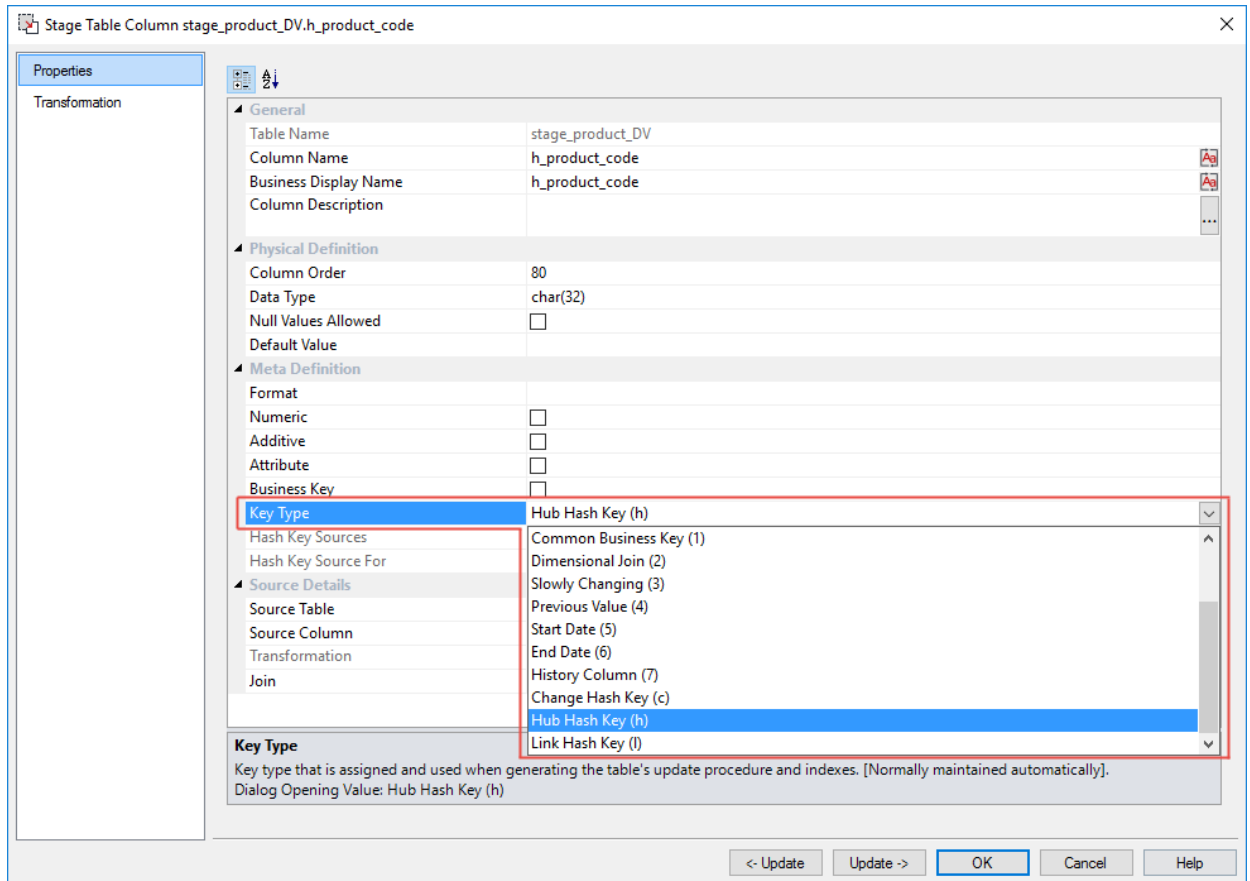 Stage Table Column stage_product_DV.h_product_code
Properties
Transformation
General
Table Name stage_product_DV
Column Name h_product_code
Business Display Name h_product_code
Column Description
...
Physical Definition
Column Order 80
Data Type char(32)
Null Values Allowed
Default Value
Meta Definition
Format
Numeric
Additive
Attribute
Business Key
Key Type Hub Hash Key (h)
Hash Key Sources
Hash Key Source For
Source Details
Source Table
Source Column
Transformation
Join
Common Business Key (1)
Dimensional Join (2)
Slowly Changing (3)
Previous Value (4)
Start Date (5)
End Date (6)
History Column (7)
Change Hash Key (c)
Hub Hash Key (h)
Link Hash Key (l)
Key Type
Key type that is assigned and used when generating the table's update procedure and indexes. [Normally maintained automatically].
Dialog Opening Value: Hub Hash Key (h)
<- Update Update -> OK Cancel Help